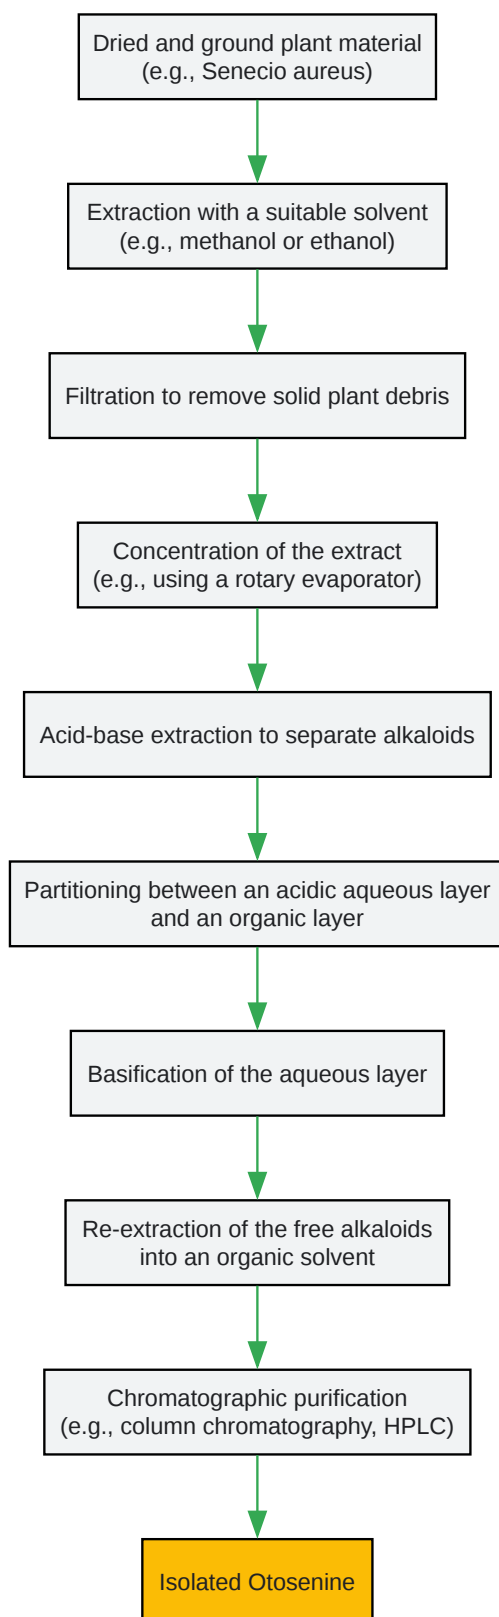 Dried and ground plant material
(e.g., Senecio aureus)
Extraction with a suitable solvent
(e.g., methanol or ethanol)
Filtration to remove solid plant debris
Concentration of the extract
(e.g., using a rotary evaporator)
Acid-base extraction to separate alkaloids
Partitioning between an acidic aqueous layer
and an organic layer
Basification of the aqueous layer
Re-extraction of the free alkaloids
into an organic solvent
Chromatographic purification
(e.g., column chromatography, HPLC)
Isolated Otosenine